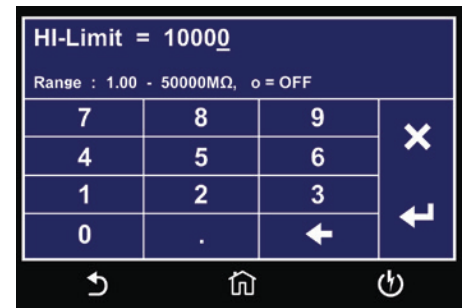 HI-Limit = 10000
Range : 1.00 - 50000MΩ, o = OFF
7 8 9
4 5 6
1 2 3
0 .